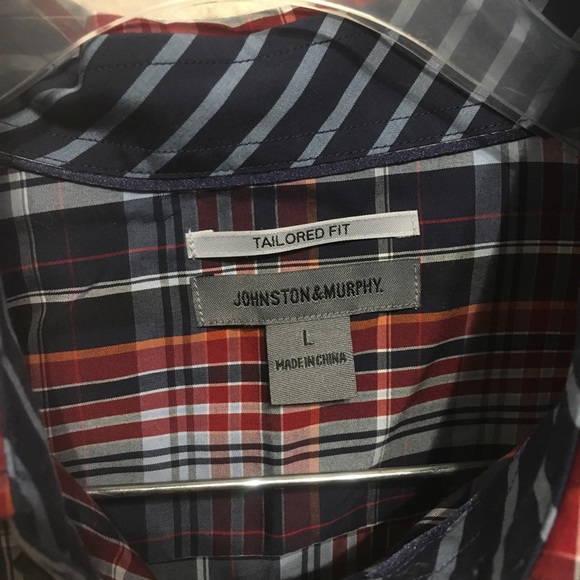 TAILORED FIT
JOHNSTON&MURPHY.
L
MADE IN CHINA